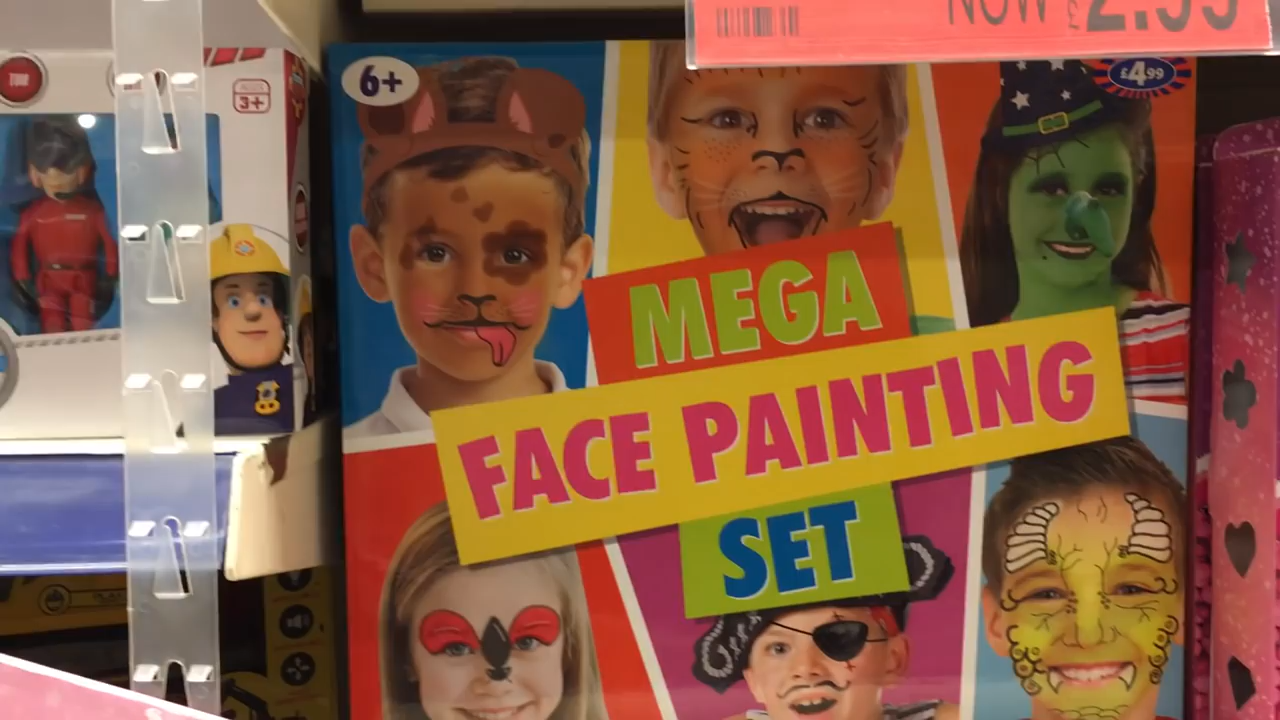 NOW £2.99
£4.99
6+
3+
MEGA
FACE PAINTING
SET